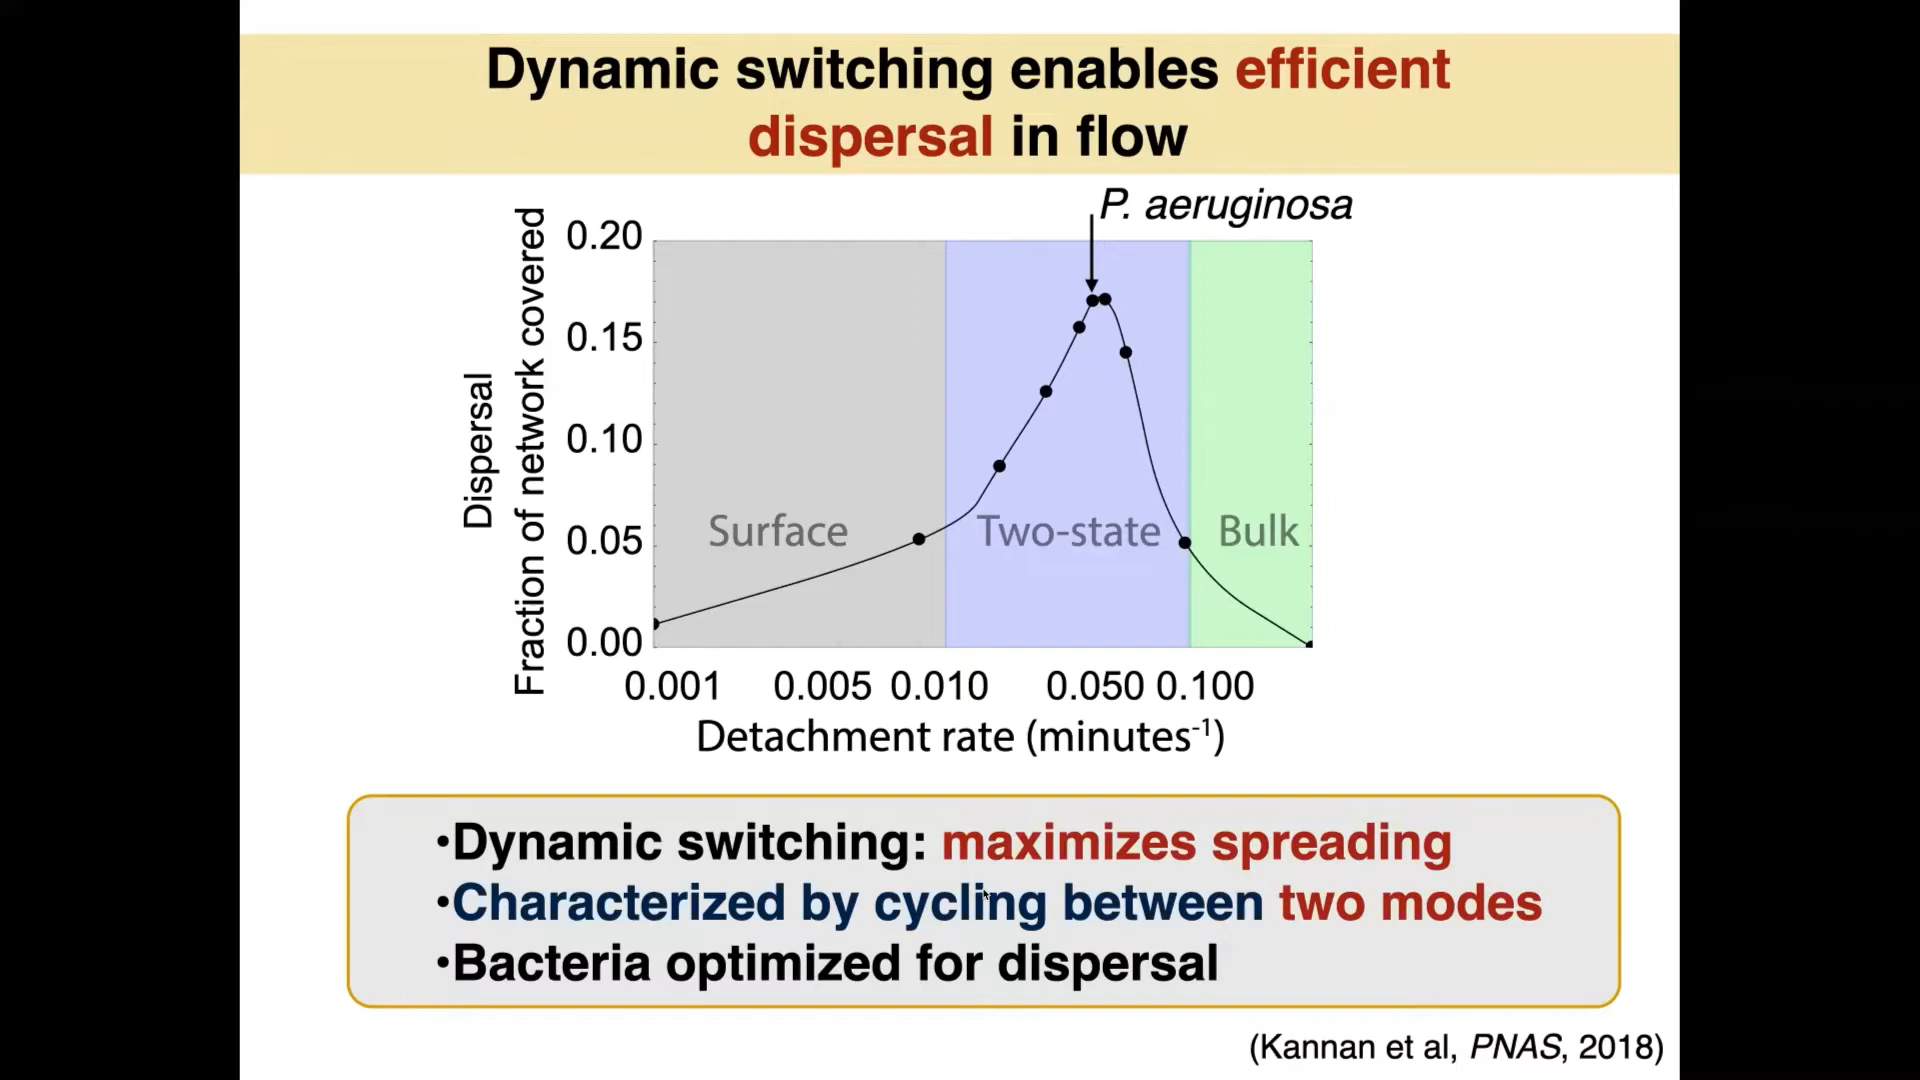 Dynamic switching enables efficient
dispersal in flow
P. aeruginosa
Dispersal
Fraction of network covered
0.20
0.15
0.10
0.05
0.00
Surface
Two-state
Bulk
0.001 0.005 0.010 0.050 0.100
Detachment rate (minutes⁻¹)
•Dynamic switching: maximizes spreading
•Characterized by cycling between two modes
•Bacteria optimized for dispersal
(Kannan et al, PNAS, 2018)